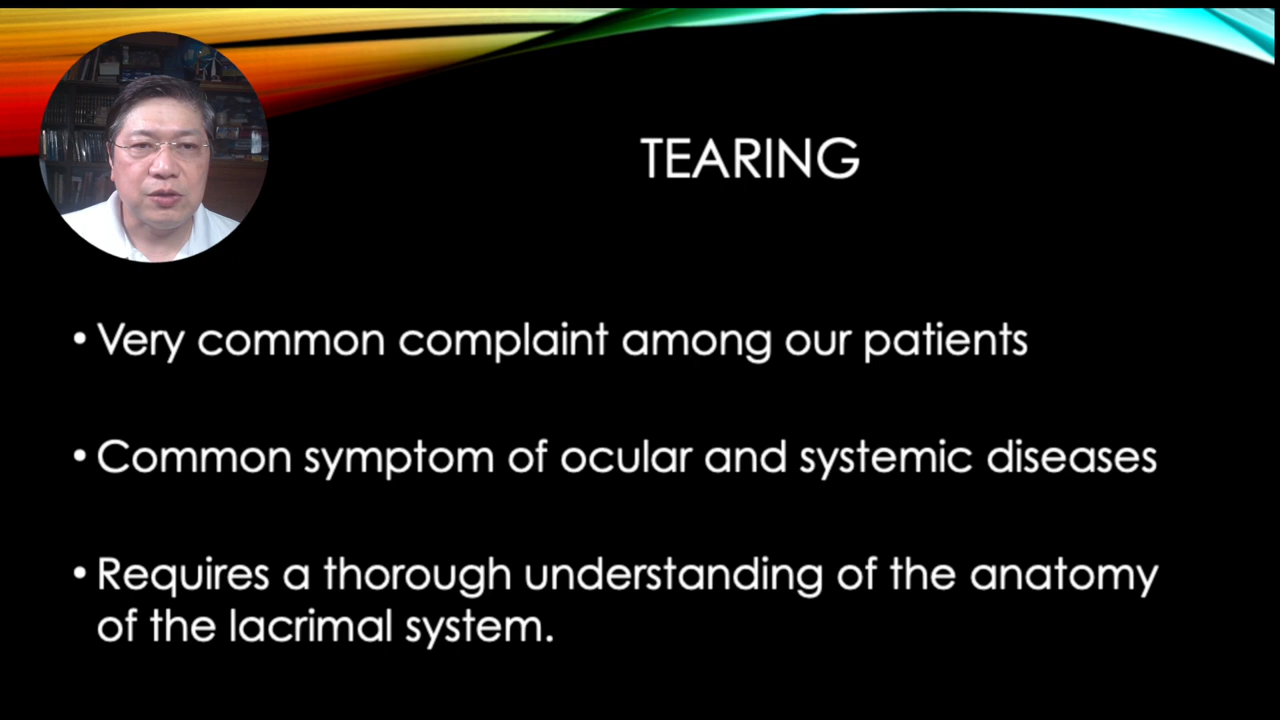 TEARING
• Very common complaint among our patients
• Common symptom of ocular and systemic diseases
• Requires a thorough understanding of the anatomy
of the lacrimal system.